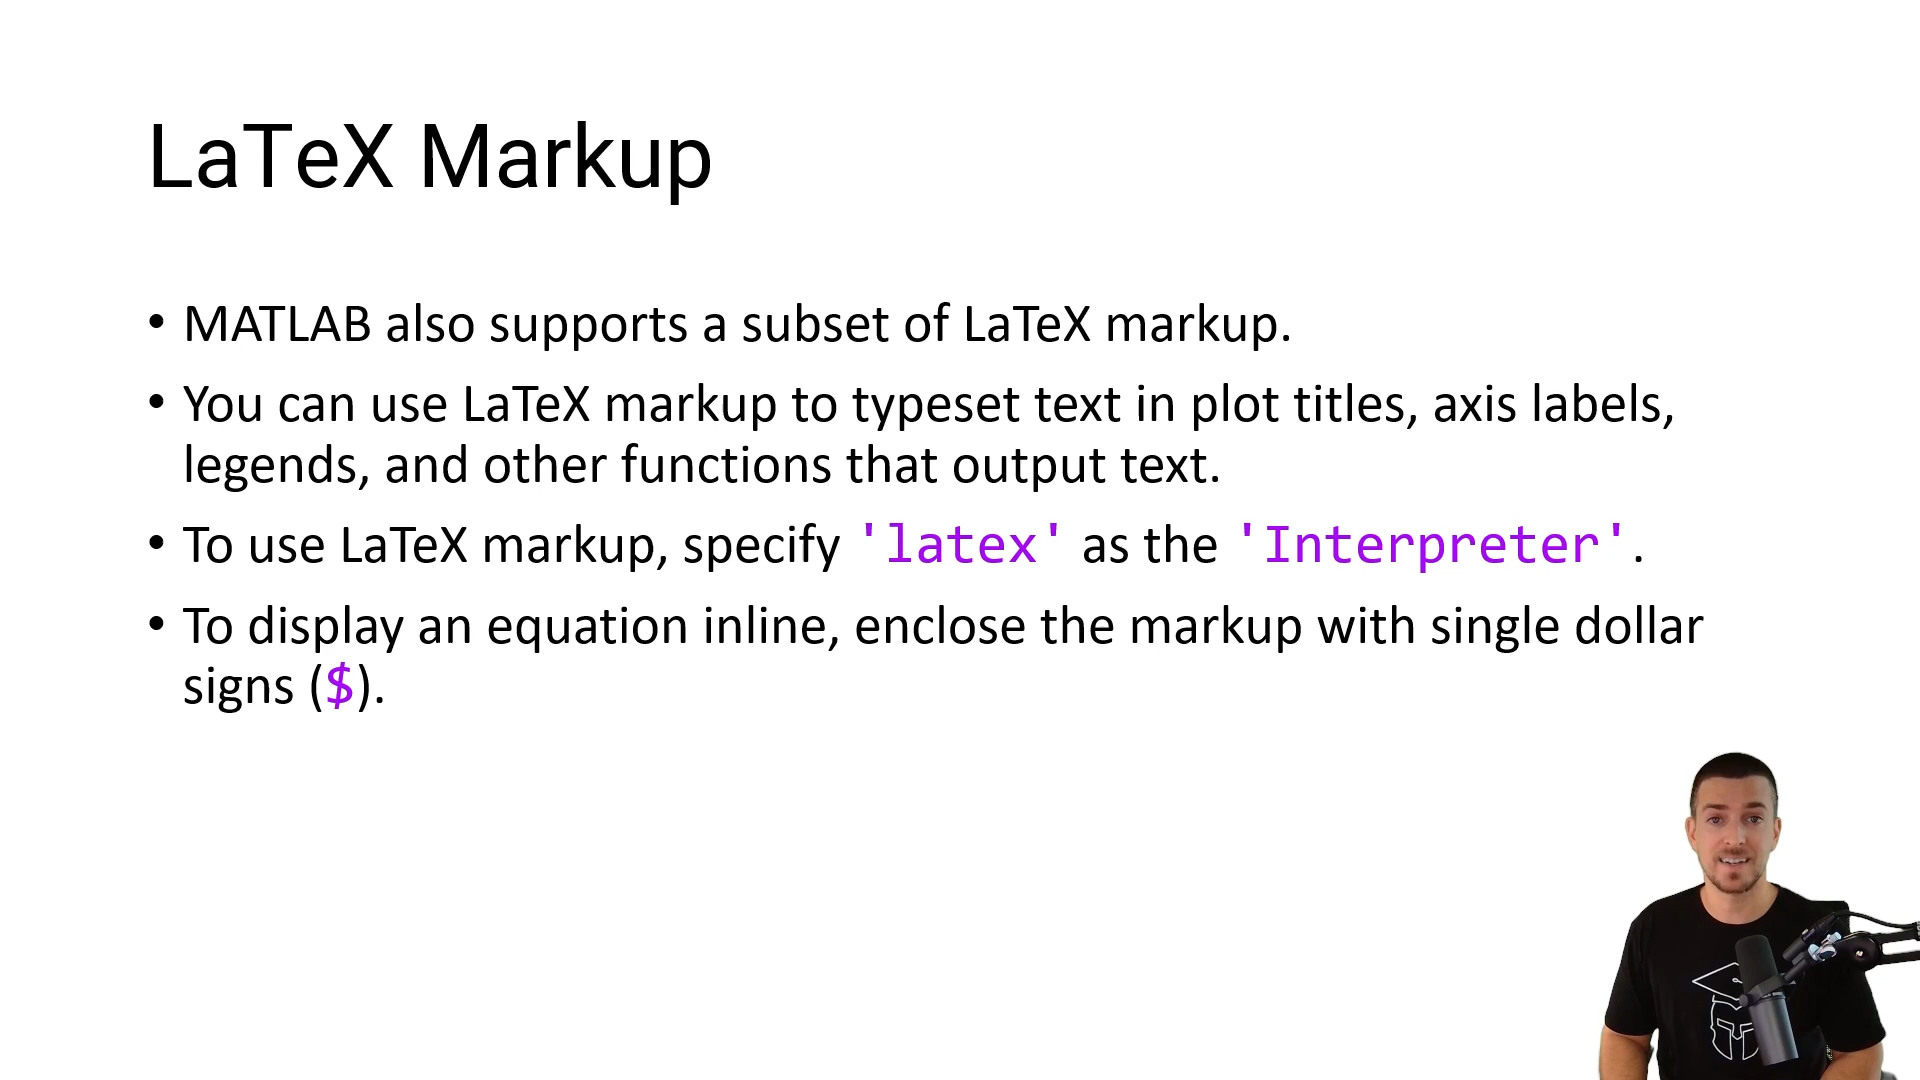 LaTeX Markup
• MATLAB also supports a subset of LaTeX markup.
• You can use LaTeX markup to typeset text in plot titles, axis labels,
legends, and other functions that output text.
• To use LaTeX markup, specify 'latex' as the 'Interpreter'.
• To display an equation inline, enclose the markup with single dollar
signs ($).